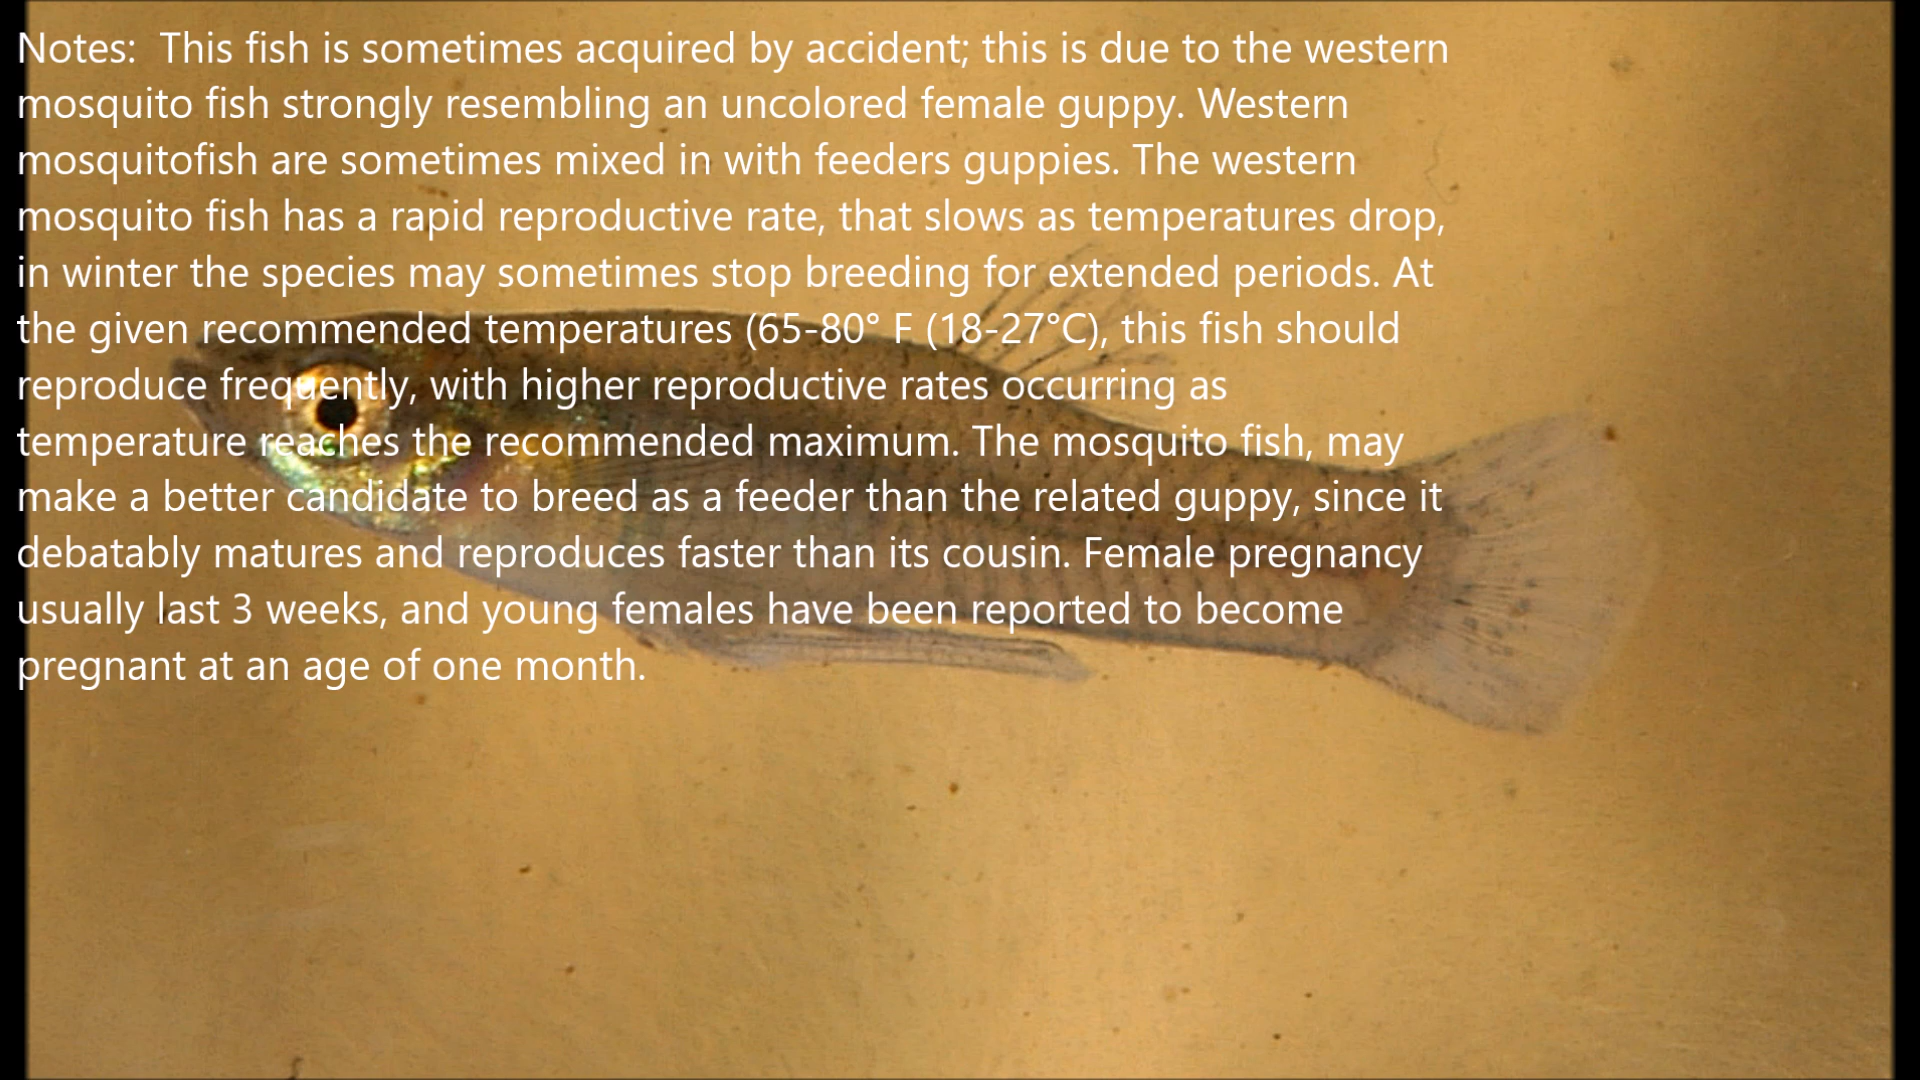 Notes:  This fish is sometimes acquired by accident; this is due to the western
mosquito fish strongly resembling an uncolored female guppy. Western
mosquitofish are sometimes mixed in with feeders guppies. The western
mosquito fish has a rapid reproductive rate, that slows as temperatures drop,
in winter the species may sometimes stop breeding for extended periods. At
the given recommended temperatures (65-80° F (18-27°C), this fish should
reproduce frequently, with higher reproductive rates occurring as
temperature reaches the recommended maximum. The mosquito fish, may
make a better candidate to breed as a feeder than the related guppy, since it
debatably matures and reproduces faster than its cousin. Female pregnancy
usually last 3 weeks, and young females have been reported to become
pregnant at an age of one month.